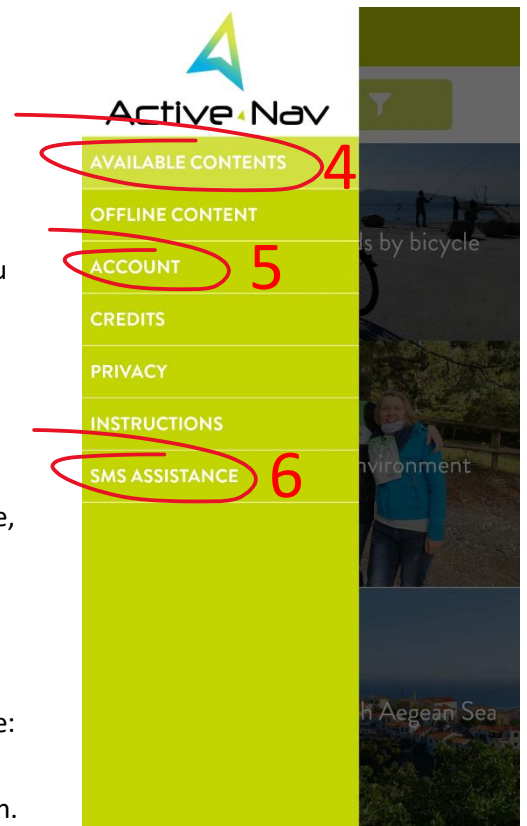 Active Nav
AVAILABLE CONTENTS
4
OFFLINE CONTENT
ls by bicycle
ACCOUNT
5
u
CREDITS
PRIVACY
INSTRUCTIONS
nvironment
SMS ASSISTANCE
6
e,
h Aegean Sea
e:
n.